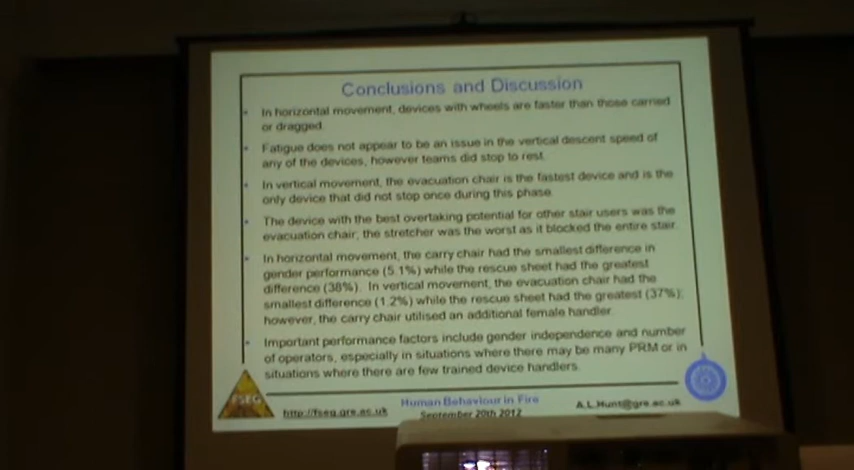 Conclusions and Discussion
In horizontal movement, devices with wheels are faster than those carried
or dragged.
Fatigue does not appear to be an issue in the vertical descent speed of
any of the devices, however teams did stop to rest.
In vertical movement, the evacuation chair is the fastest device and is the
only device that did not stop once during this phase.
The device with the best overtaking potential for other stair users was the
evacuation chair; the stretcher was the worst as it blocked the entire stair.
In horizontal movement, the carry chair had the smallest difference in
gender performance (5.1%) while the rescue sheet had the greatest
difference (38%). In vertical movement, the evacuation chair had the
smallest difference (1.2%) while the rescue sheet had the greatest (37%);
however, the carry chair utilised an additional female handler.
Important performance factors include gender independence and number
of operators, especially in situations where there may be many PRM or in
situations where there are few trained device handlers.
FSEG
http://fseg.gre.ac.uk
Human Behaviour in Fire
September 20th 2012
A.L.Hunt@gre.ac.uk